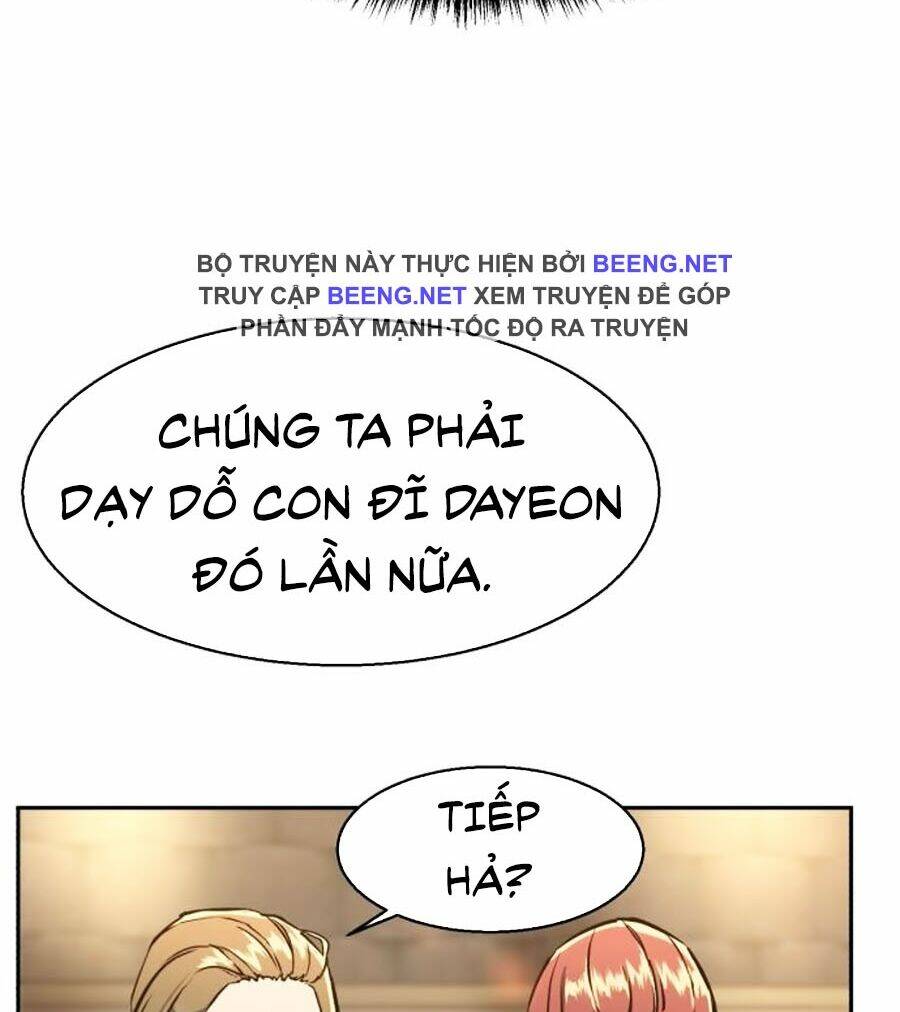 BỘ TRUYỆN NÀY THỰC HIỆN BỞI BEENG.NET
TRUY CẬP BEENG.NET XEM TRUYỆN ĐỂ GÓP
PHẦN ĐẨY MẠNH TỐC ĐỘ RA TRUYỆN
CHÚNG TA PHẢI
DẠY DỖ CON ĐĨ DAYEON
ĐÓ LẦN NỮA.
TIẾP
HẢ?